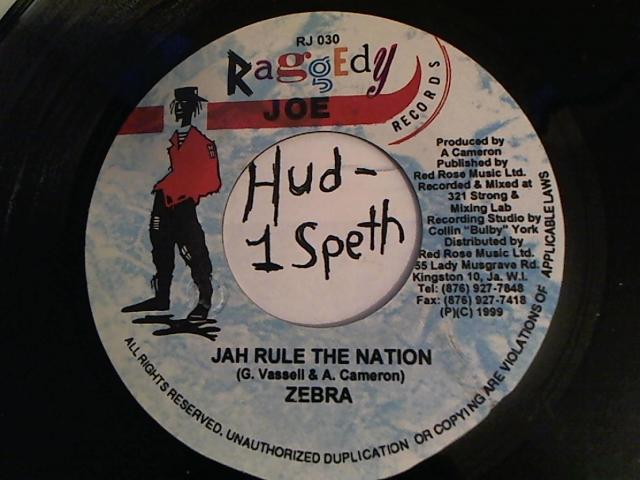 RJ 030
RaggEdy
JOE
RECORDS
Produced by
A Cameron
Published by
Red Rose Music Ltd.
Recorded & Mixed at
321 Strong &
Mixing Lab
Recording Studio by
Collin "Bulby" York
Distributed by
Red Rose Music Ltd.
55 Lady Musgrave Rd.
Kingston 10, Ja. W.I.
Tel: (876) 927-7848
Fax: (876) 927-7418
(P)(C) 1999
Hud-
1 Speth
JAH RULE THE NATION
(G. Vassell & A. Cameron)
ZEBRA
ALL RIGHTS RESERVED. UNAUTHORIZED DUPLICATION OR COPYING ARE VIOLATIONS OF APPLICABLE LAWS